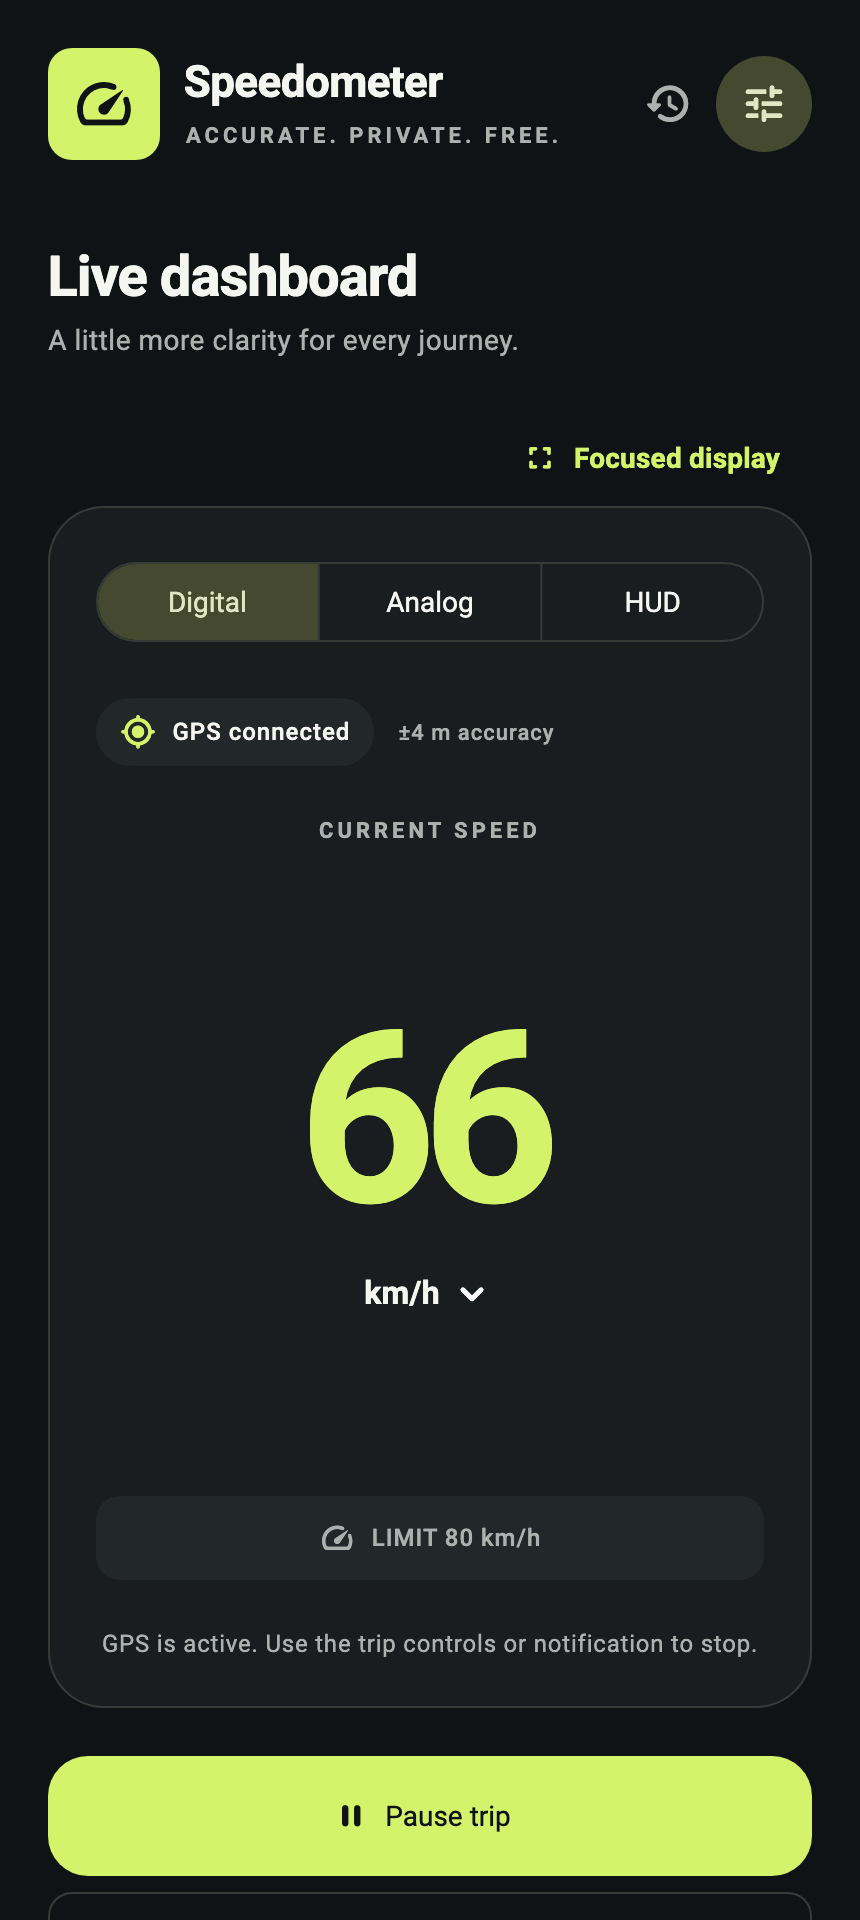 Speedometer
ACCURATE. PRIVATE. FREE.
Live dashboard
A little more clarity for every journey.
Focused display
Digital
Analog
HUD
GPS connected
±4 m accuracy
CURRENT SPEED
66
km/h
LIMIT 80 km/h
GPS is active. Use the trip controls or notification to stop.
Pause trip